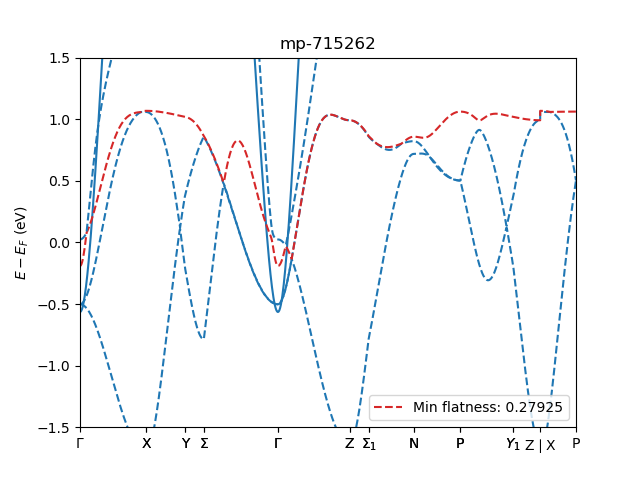 mp-715262
E − E_F (eV)
1.5
1.0
0.5
0.0
−0.5
−1.0
−1.5
Min flatness: 0.27925
Γ X Y Σ Γ Z Σ₁ N P Y₁ Z | X P